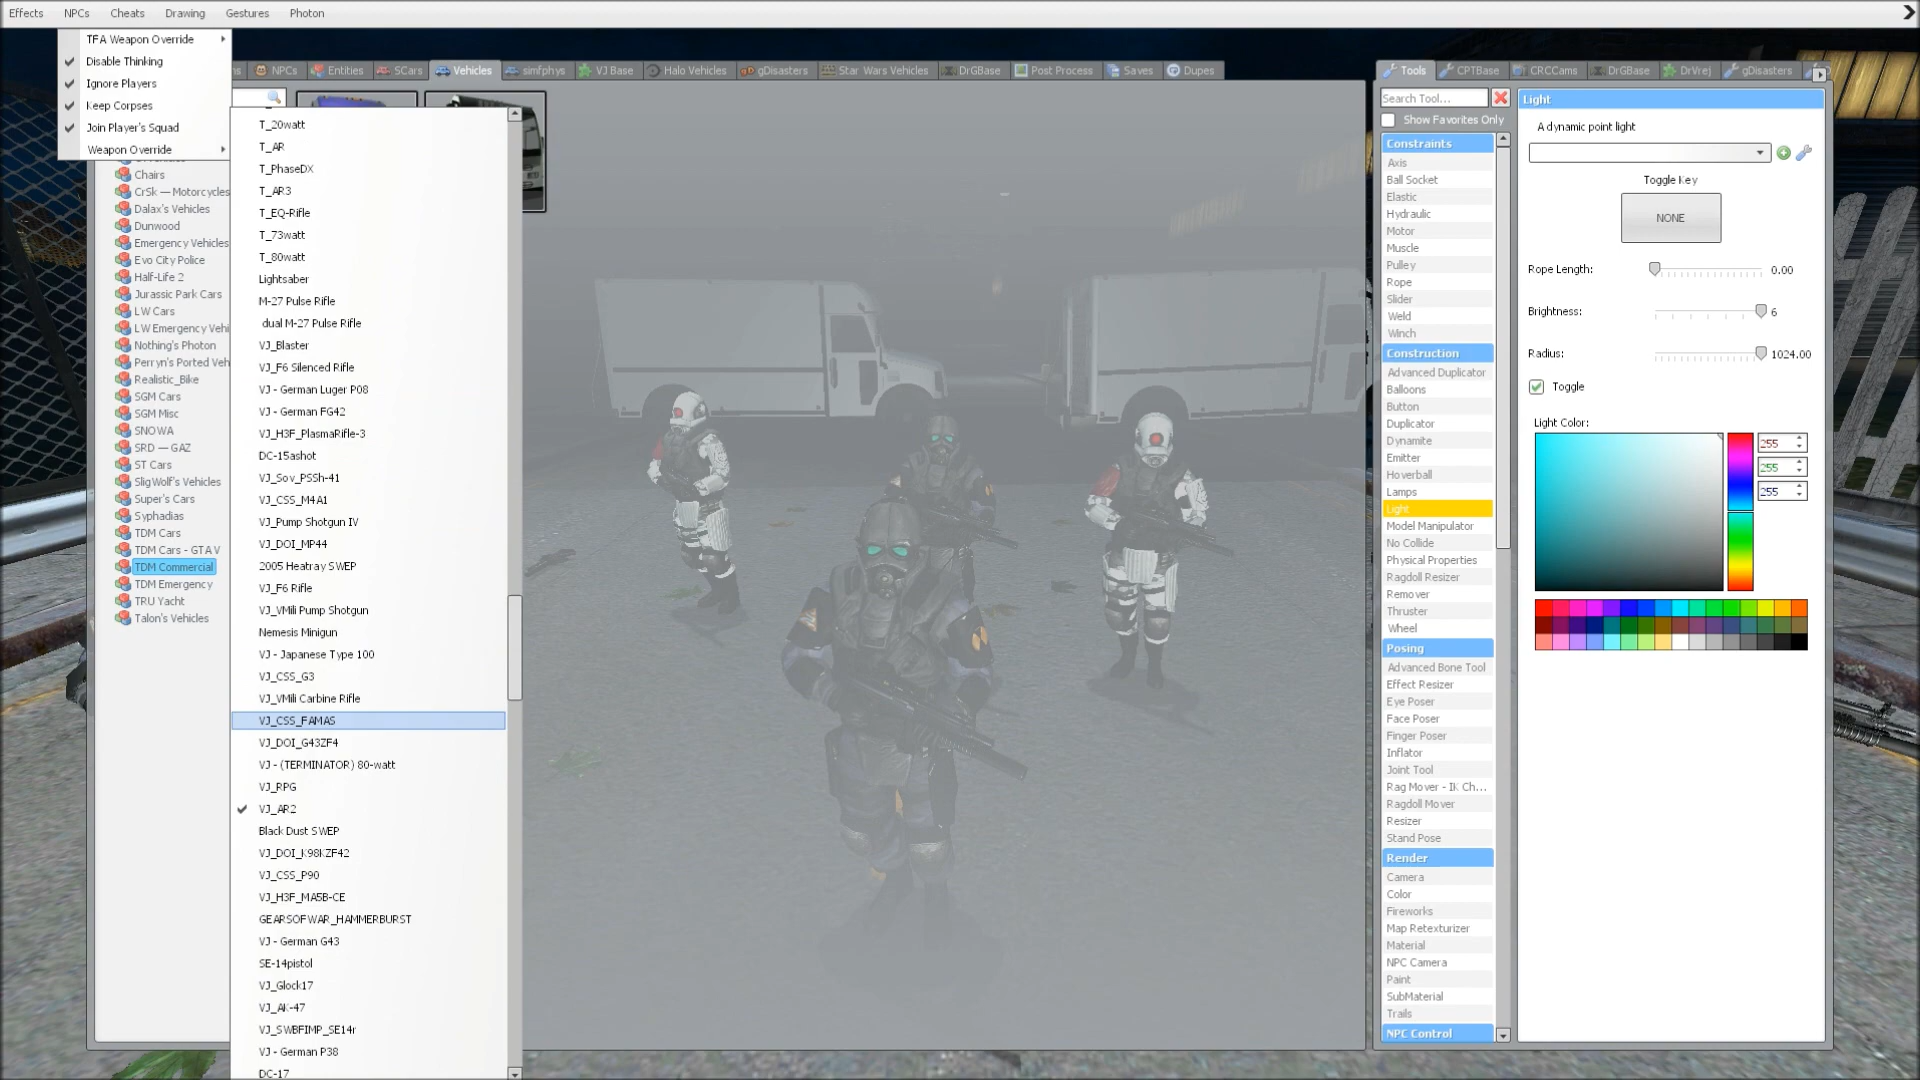 Effects NPCs Cheats Drawing Gestures Photon
TFA Weapon Override
Disable Thinking
Ignore Players
Keep Corpses
Join Player's Squad
Weapon Override
NPCs Entities SCars Vehicles simfphys VJ Base Halo Vehicles gDisasters Star Wars Vehicles DrGBase Post Process Saves Dupes
Chairs
CrSk — Motorcycles
Dalax's Vehicles
Dunwood
Emergency Vehicles
Evo City Police
Half-Life 2
Jurassic Park Cars
LW Cars
LW Emergency Vehi
Nothing's Photon
Perryn's Ported Veh
Realistic_Bike
SGM Cars
SGM Misc
SNOWA
SRD — GAZ
ST Cars
SligWolf's Vehicles
Super's Cars
Syphadias
TDM Cars
TDM Cars - GTA V
TDM Commercial
TDM Emergency
TRU Yacht
Talon's Vehicles
T_20watt
T_AR
T_PhaseDX
T_AR3
T_EQ-Rifle
T_73watt
T_80watt
Lightsaber
M-27 Pulse Rifle
dual M-27 Pulse Rifle
VJ_Blaster
VJ_F6 Silenced Rifle
VJ - German Luger P08
VJ - German FG42
VJ_H3F_PlasmaRifle-3
DC-15ashot
VJ_Sov_PSSh-41
VJ_CSS_M4A1
VJ_Pump Shotgun IV
VJ_DOI_MP44
2005 Heatray SWEP
VJ_F6 Rifle
VJ_VMili Pump Shotgun
Nemesis Minigun
VJ - Japanese Type 100
VJ_CSS_G3
VJ_VMili Carbine Rifle
VJ_CSS_FAMAS
VJ_DOI_G43ZF4
VJ - (TERMINATOR) 80-watt
VJ_RPG
VJ_AR2
Black Dust SWEP
VJ_DOI_K98KZF42
VJ_CSS_P90
VJ_H3F_MA5B-CE
GEARSOFWAR_HAMMERBURST
VJ - German G43
SE-14pistol
VJ_Glock17
VJ_AK-47
VJ_SWBFIMP_SE14r
VJ - German P38
DC-17
Tools CPTBase CRCCams DrGBase DrVrej gDisasters
Search Tool...
Show Favorites Only
Constraints
Axis
Ball Socket
Elastic
Hydraulic
Motor
Muscle
Pulley
Rope
Slider
Weld
Winch
Construction
Advanced Duplicator
Balloons
Button
Duplicator
Dynamite
Emitter
Hoverball
Lamps
Light
Model Manipulator
No Collide
Physical Properties
Ragdoll Resizer
Remover
Thruster
Wheel
Posing
Advanced Bone Tool
Effect Resizer
Eye Poser
Face Poser
Finger Poser
Inflator
Joint Tool
Rag Mover - IK Ch...
Ragdoll Mover
Resizer
Stand Pose
Render
Camera
Color
Fireworks
Map Retexturizer
Material
NPC Camera
Paint
SubMaterial
Trails
NPC Control
Light
A dynamic point light
Toggle Key
NONE
Rope Length: 0.00
Brightness: 6
Radius: 1024.00
Toggle
Light Color:
255
255
255